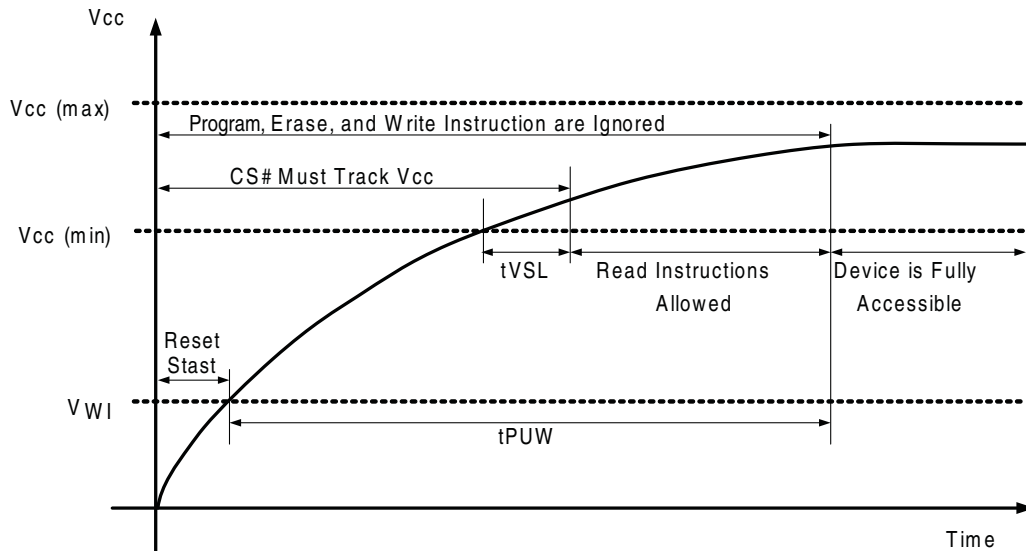 Vcc
Vcc (max)
Program, Erase, and Write Instruction are Ignored
CS# Must Track Vcc
Vcc (min)
tVSL
Read Instructions
Allowed
Device is Fully
Accessible
Reset
Stast
VWI
tPUW
Time